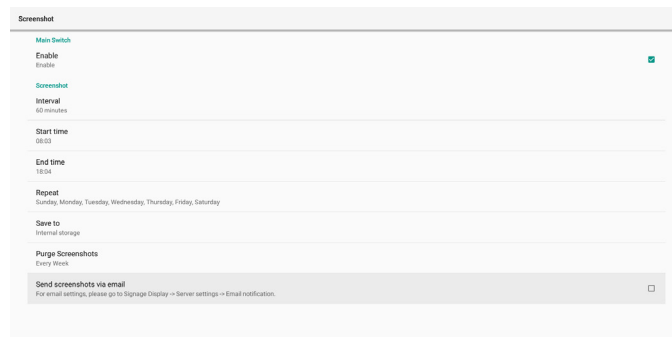 Screenshot
Main Switch
Enable
Enable
Screenshot
Interval
60 minutes
Start time
08:03
End time
18:04
Repeat
Sunday, Monday, Tuesday, Wednesday, Thursday, Friday, Saturday
Save to
Internal storage
Purge Screenshots
Every Week
Send screenshots via email
For email settings, please go to Signage Display -> Server settings -> Email notification.